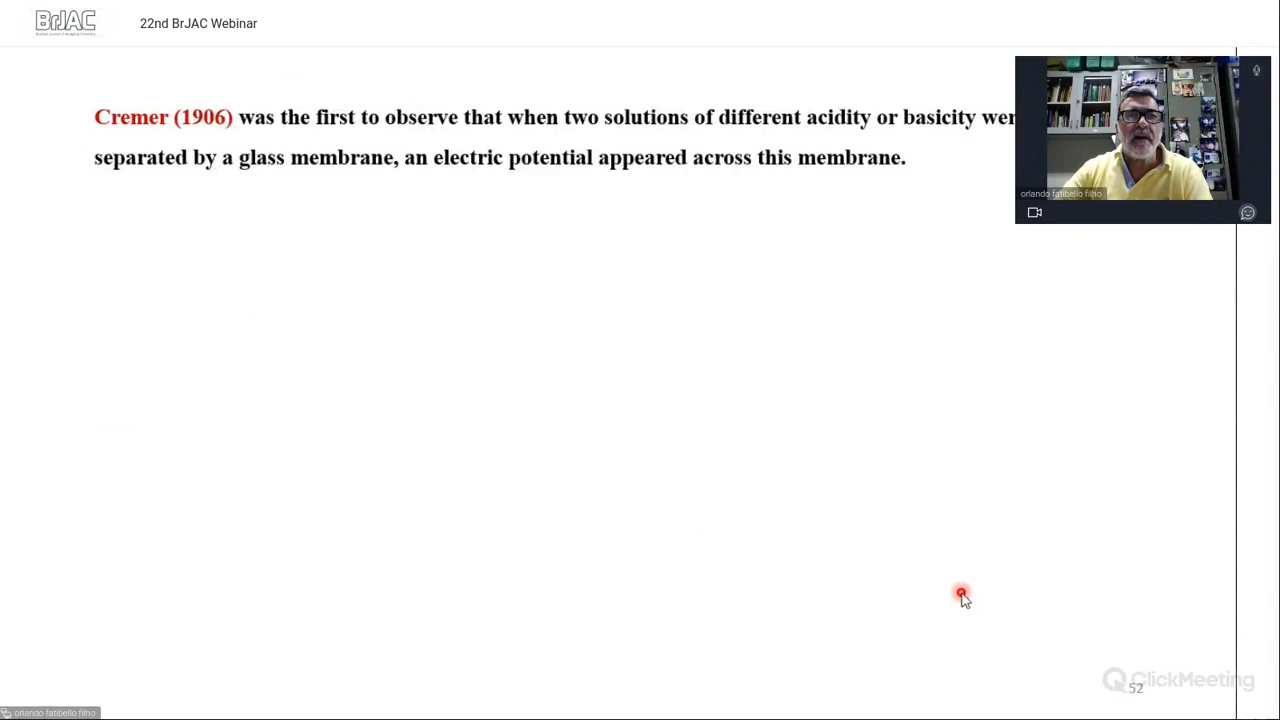 BrJAC
22nd BrJAC Webinar
Cremer (1906) was the first to observe that when two solutions of different acidity or basicity wer
separated by a glass membrane, an electric potential appeared across this membrane.
orlando fatibello filho
ClickMeeting
52
orlando fatibello filho